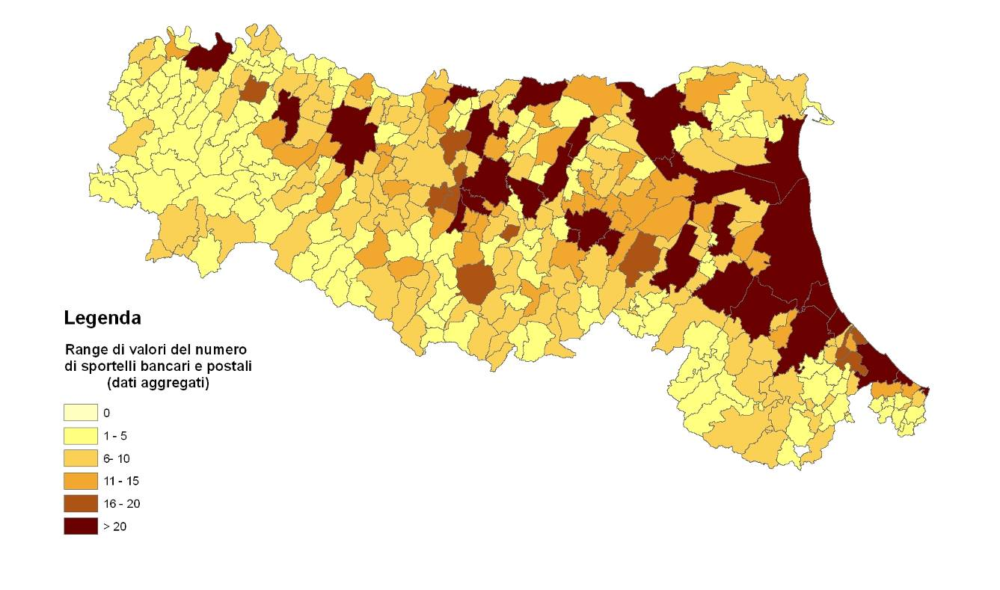 Legenda
Range di valori del numero
di sportelli bancari e postali
(dati aggregati)
0
1 - 5
6- 10
11 - 15
16 - 20
> 20